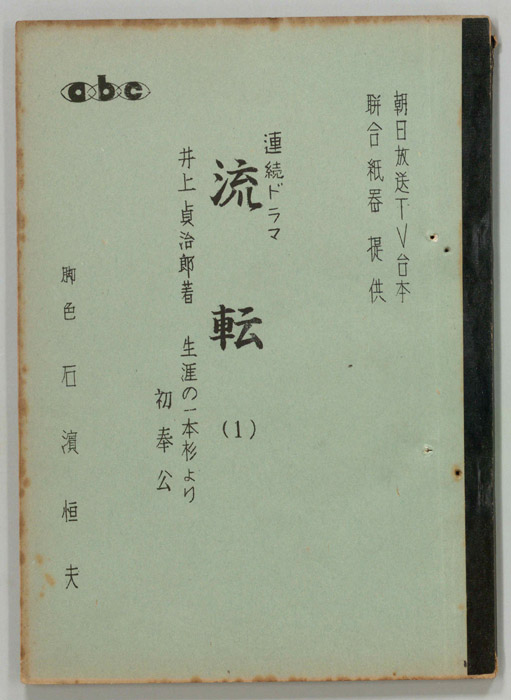 朝日放送TV台本
聨合紙器 提供
連続ドラマ
流転
(1)
井上貞治郎著 生涯の一本杉より
初奉公
脚色 石濱恒夫
abc